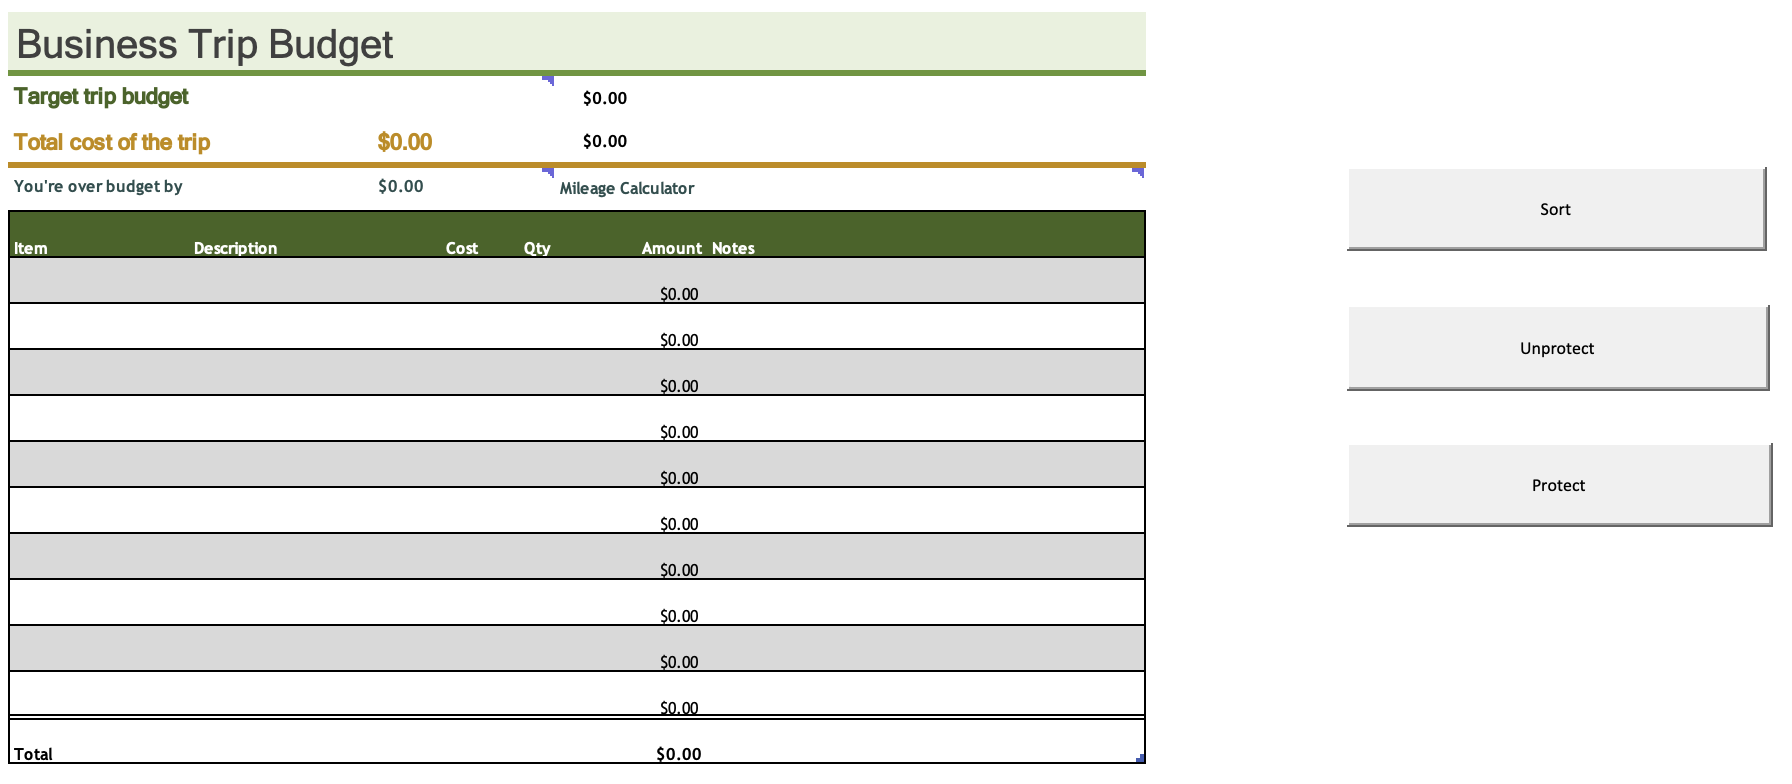 Business Trip Budget
Target trip budget $0.00
Total cost of the trip $0.00 $0.00
You're over budget by $0.00 Mileage Calculator
Item Description Cost Qty Amount Notes
$0.00
$0.00
$0.00
$0.00
$0.00
$0.00
$0.00
$0.00
$0.00
$0.00
Total $0.00
Sort
Unprotect
Protect